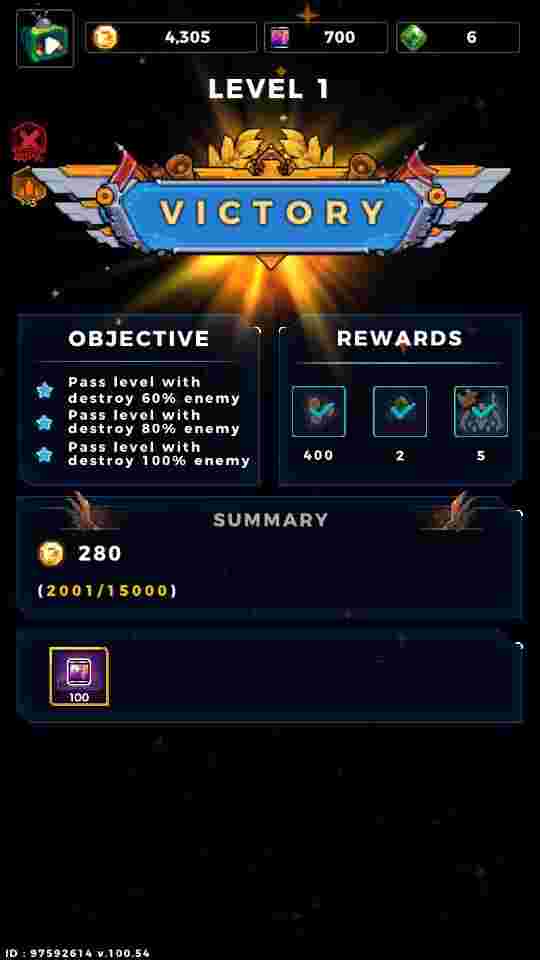 4,305
700
6
LEVEL 1
VICTORY
OBJECTIVE
Pass level with
destroy 60% enemy
Pass level with
destroy 80% enemy
Pass level with
destroy 100% enemy
REWARDS
400
2
5
SUMMARY
280
(2001/15000)
100
ID : 97592614 v.100.54